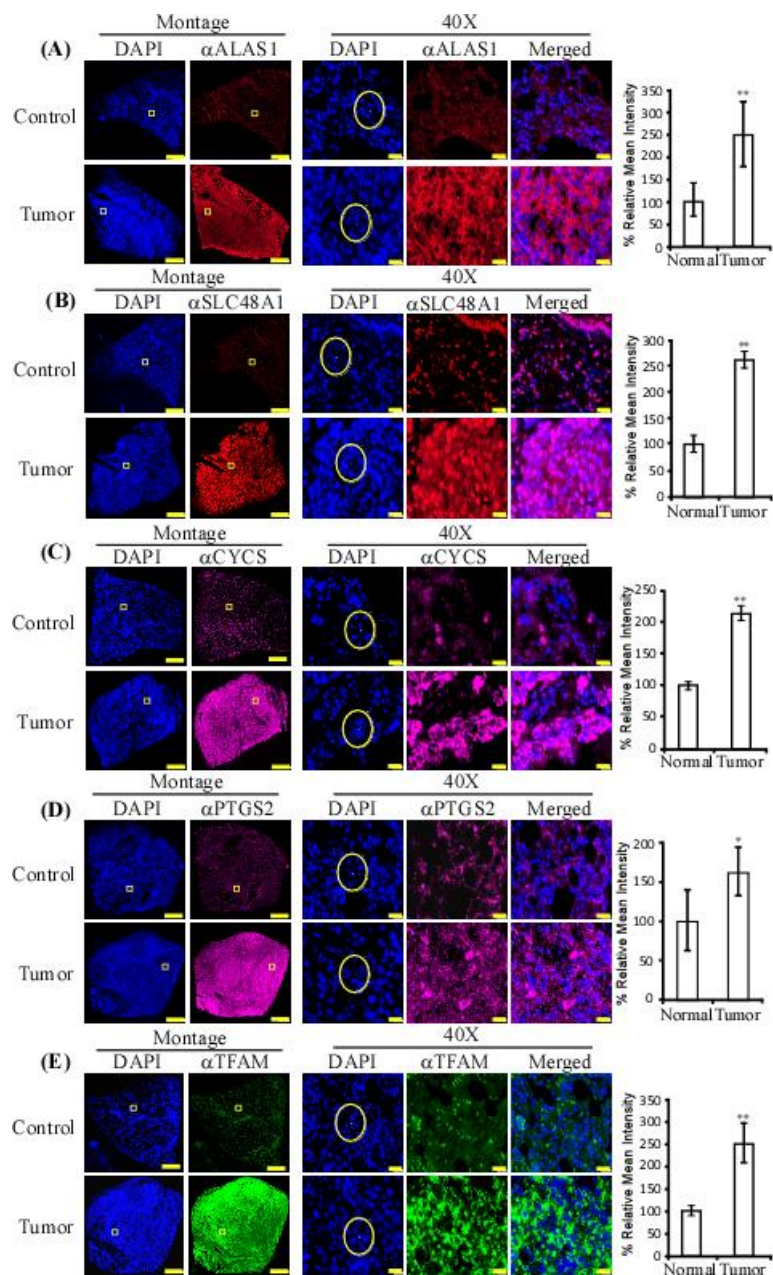 Montage 40X
(A) DAPI αALAS1 DAPI αALAS1 Merged
Control
Tumor
% Relative Mean Intensity
350
300
250
200
150
100
50
0
**
Normal Tumor
Montage 40X
(B) DAPI αSLC48A1 DAPI αSLC48A1 Merged
Control
Tumor
% Relative Mean Intensity
300
250
200
150
100
50
0
**
Normal Tumor
Montage 40X
(C) DAPI αCYCS DAPI αCYCS Merged
Control
Tumor
% Relative Mean Intensity
250
200
150
100
50
0
**
Normal Tumor
Montage 40X
(D) DAPI αPTGS2 DAPI αPTGS2 Merged
Control
Tumor
% Relative Mean Intensity
200
150
100
50
0
*
Normal Tumor
Montage 40X
(E) DAPI αTFAM DAPI αTFAM Merged
Control
Tumor
% Relative Mean Intensity
350
300
250
200
150
100
50
0
**
Normal Tumor